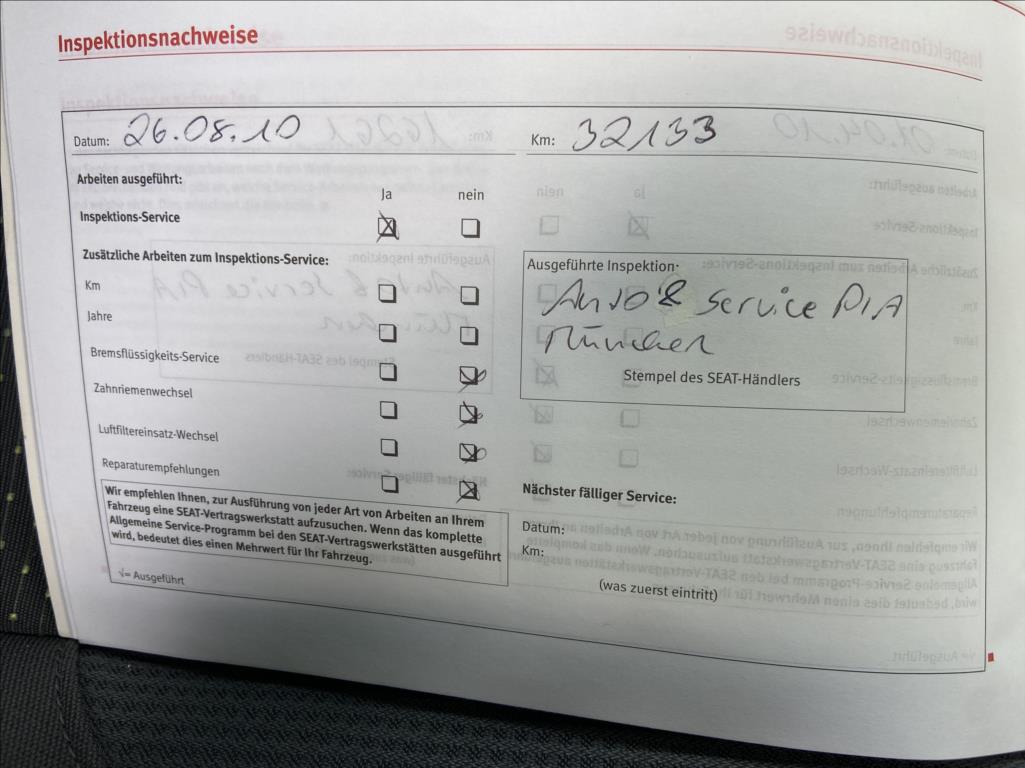 Inspektionsnachweise
Datum: 26.08.10 Km: 32133
Arbeiten ausgeführt:
Ja nein
Inspektions-Service
Zusätzliche Arbeiten zum Inspektions-Service:
Km
Jahre
Bremsflüssigkeits-Service
Zahnriemenwechsel
Luftfiltereinsatz-Wechsel
Reparaturempfehlungen
Wir empfehlen Ihnen, zur Ausführung von jeder Art von Arbeiten an Ihrem
Fahrzeug eine SEAT-Vertragswerkstatt aufzusuchen. Wenn das komplette
Allgemeine Service-Programm bei den SEAT-Vertragswerkstätten ausgeführt
wird, bedeutet dies einen Mehrwert für Ihr Fahrzeug.
√= Ausgeführt
Ausgeführte Inspektion:
Auto & Service PIA
München
Stempel des SEAT-Händlers
Nächster fälliger Service:
Datum:
Km:
(was zuerst eintritt)